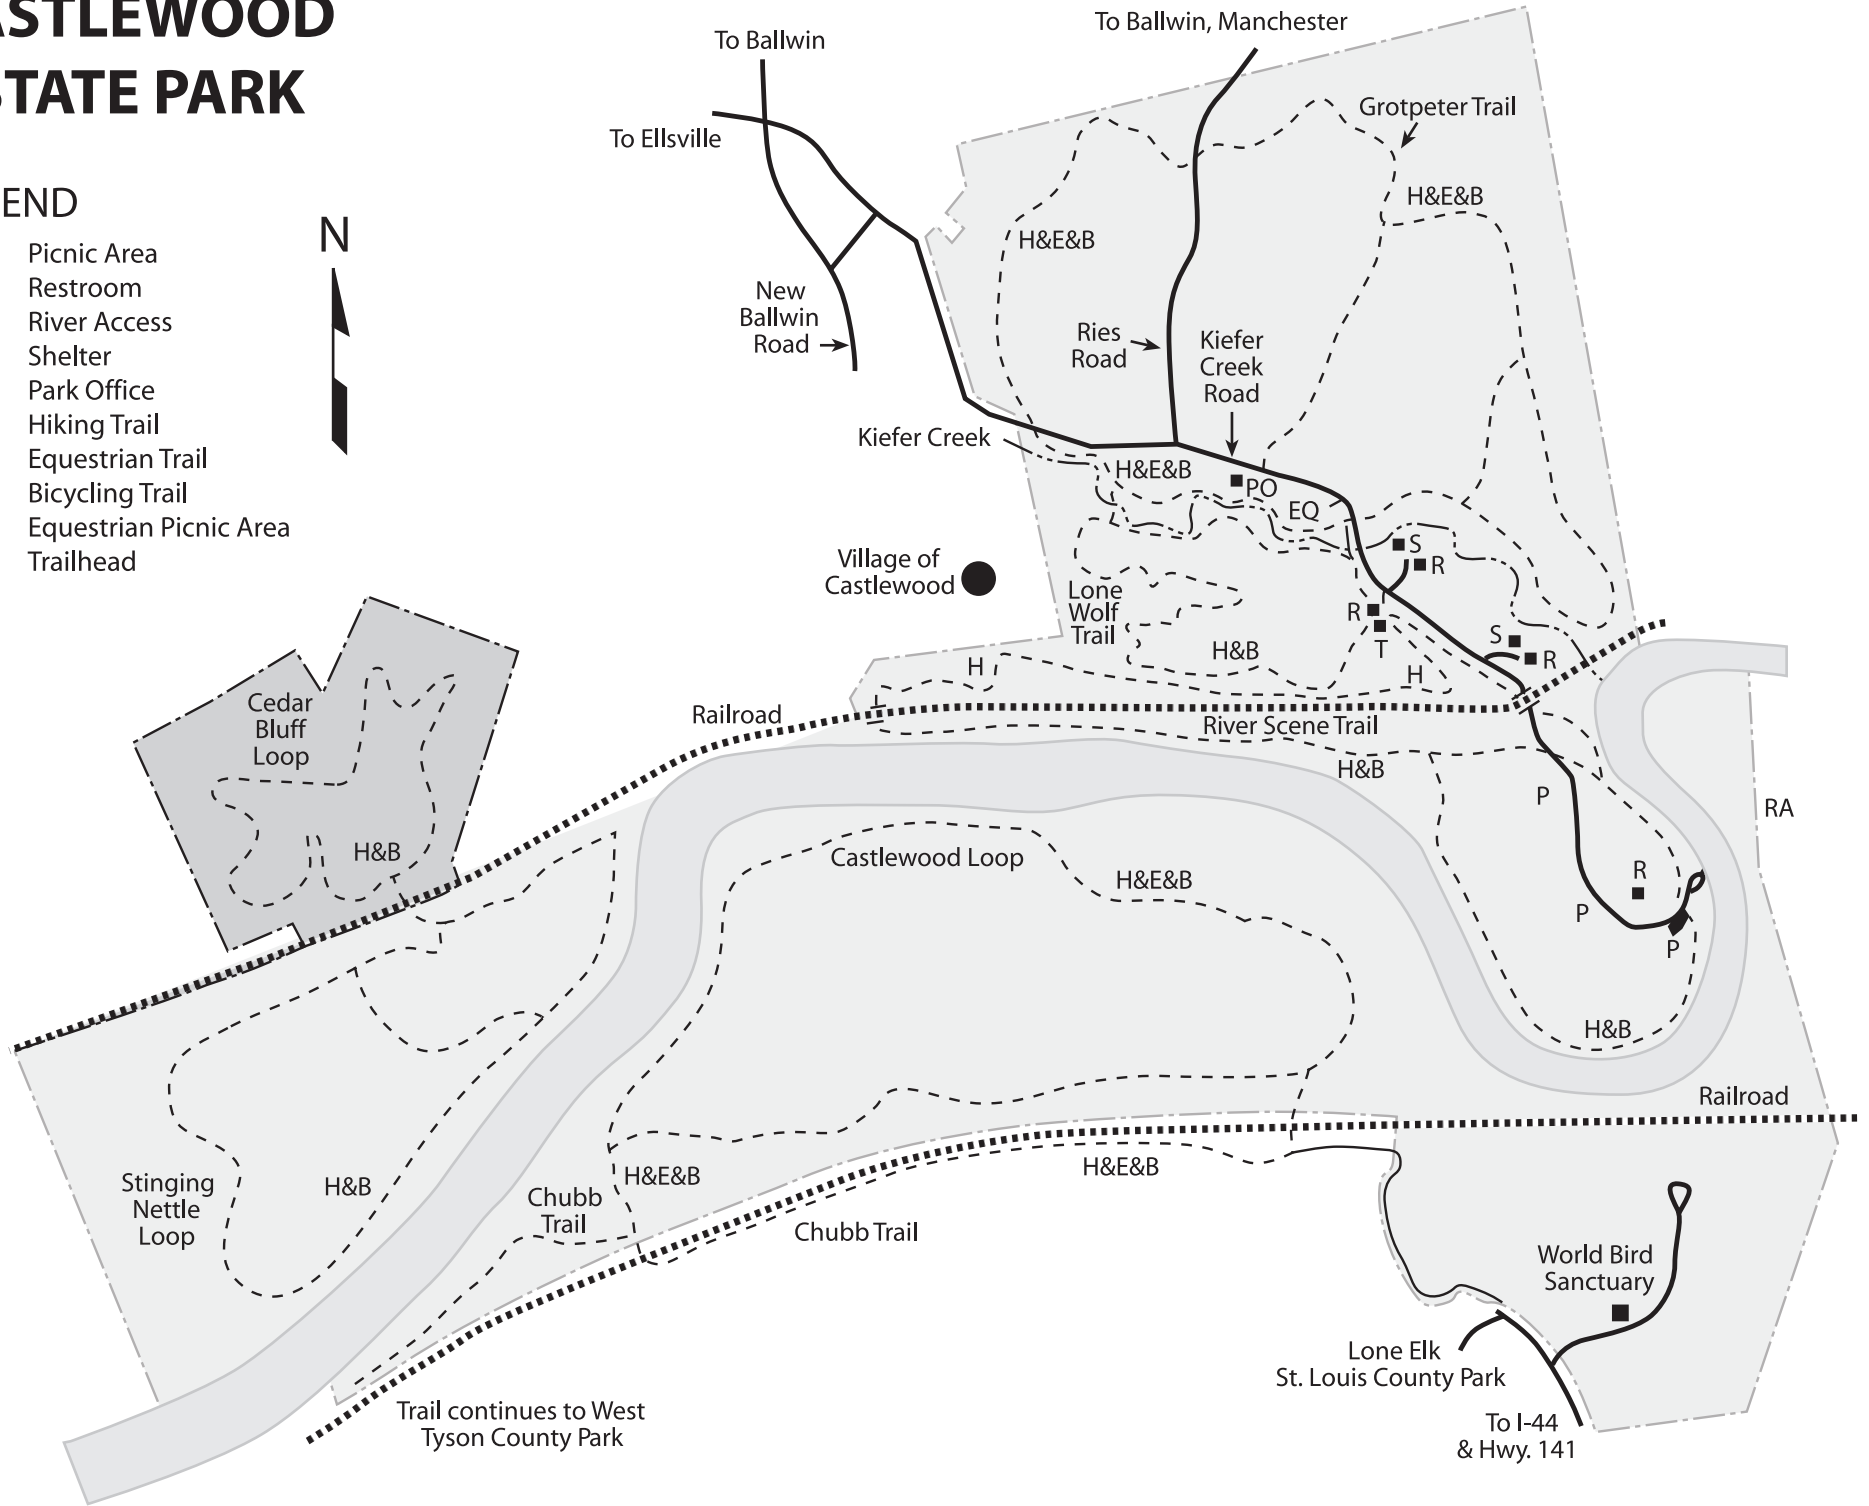 ASTLEWOOD
STATE PARK
END
Picnic Area
Restroom
River Access
Shelter
Park Office
Hiking Trail
Equestrian Trail
Bicycling Trail
Equestrian Picnic Area
Trailhead
N
To Ballwin
To Ellsville
To Ballwin, Manchester
Grotpeter Trail
H&E&B
H&E&B
New
Ballwin
Road
Ries
Road
Kiefer
Creek
Road
Kiefer Creek
H&E&B
PO
EQ
S
R
Village of
Castlewood
Lone
Wolf
Trail
R
T
S
R
H&B
H
H
Railroad
River Scene Trail
H&B
P
RA
Cedar
Bluff
Loop
H&B
Castlewood Loop
H&E&B
R
P
P
H&B
Railroad
Stinging
Nettle
Loop
H&B
H&E&B
Chubb
Trail
H&E&B
Chubb Trail
World Bird
Sanctuary
Lone Elk
St. Louis County Park
Trail continues to West
Tyson County Park
To I-44
& Hwy. 141